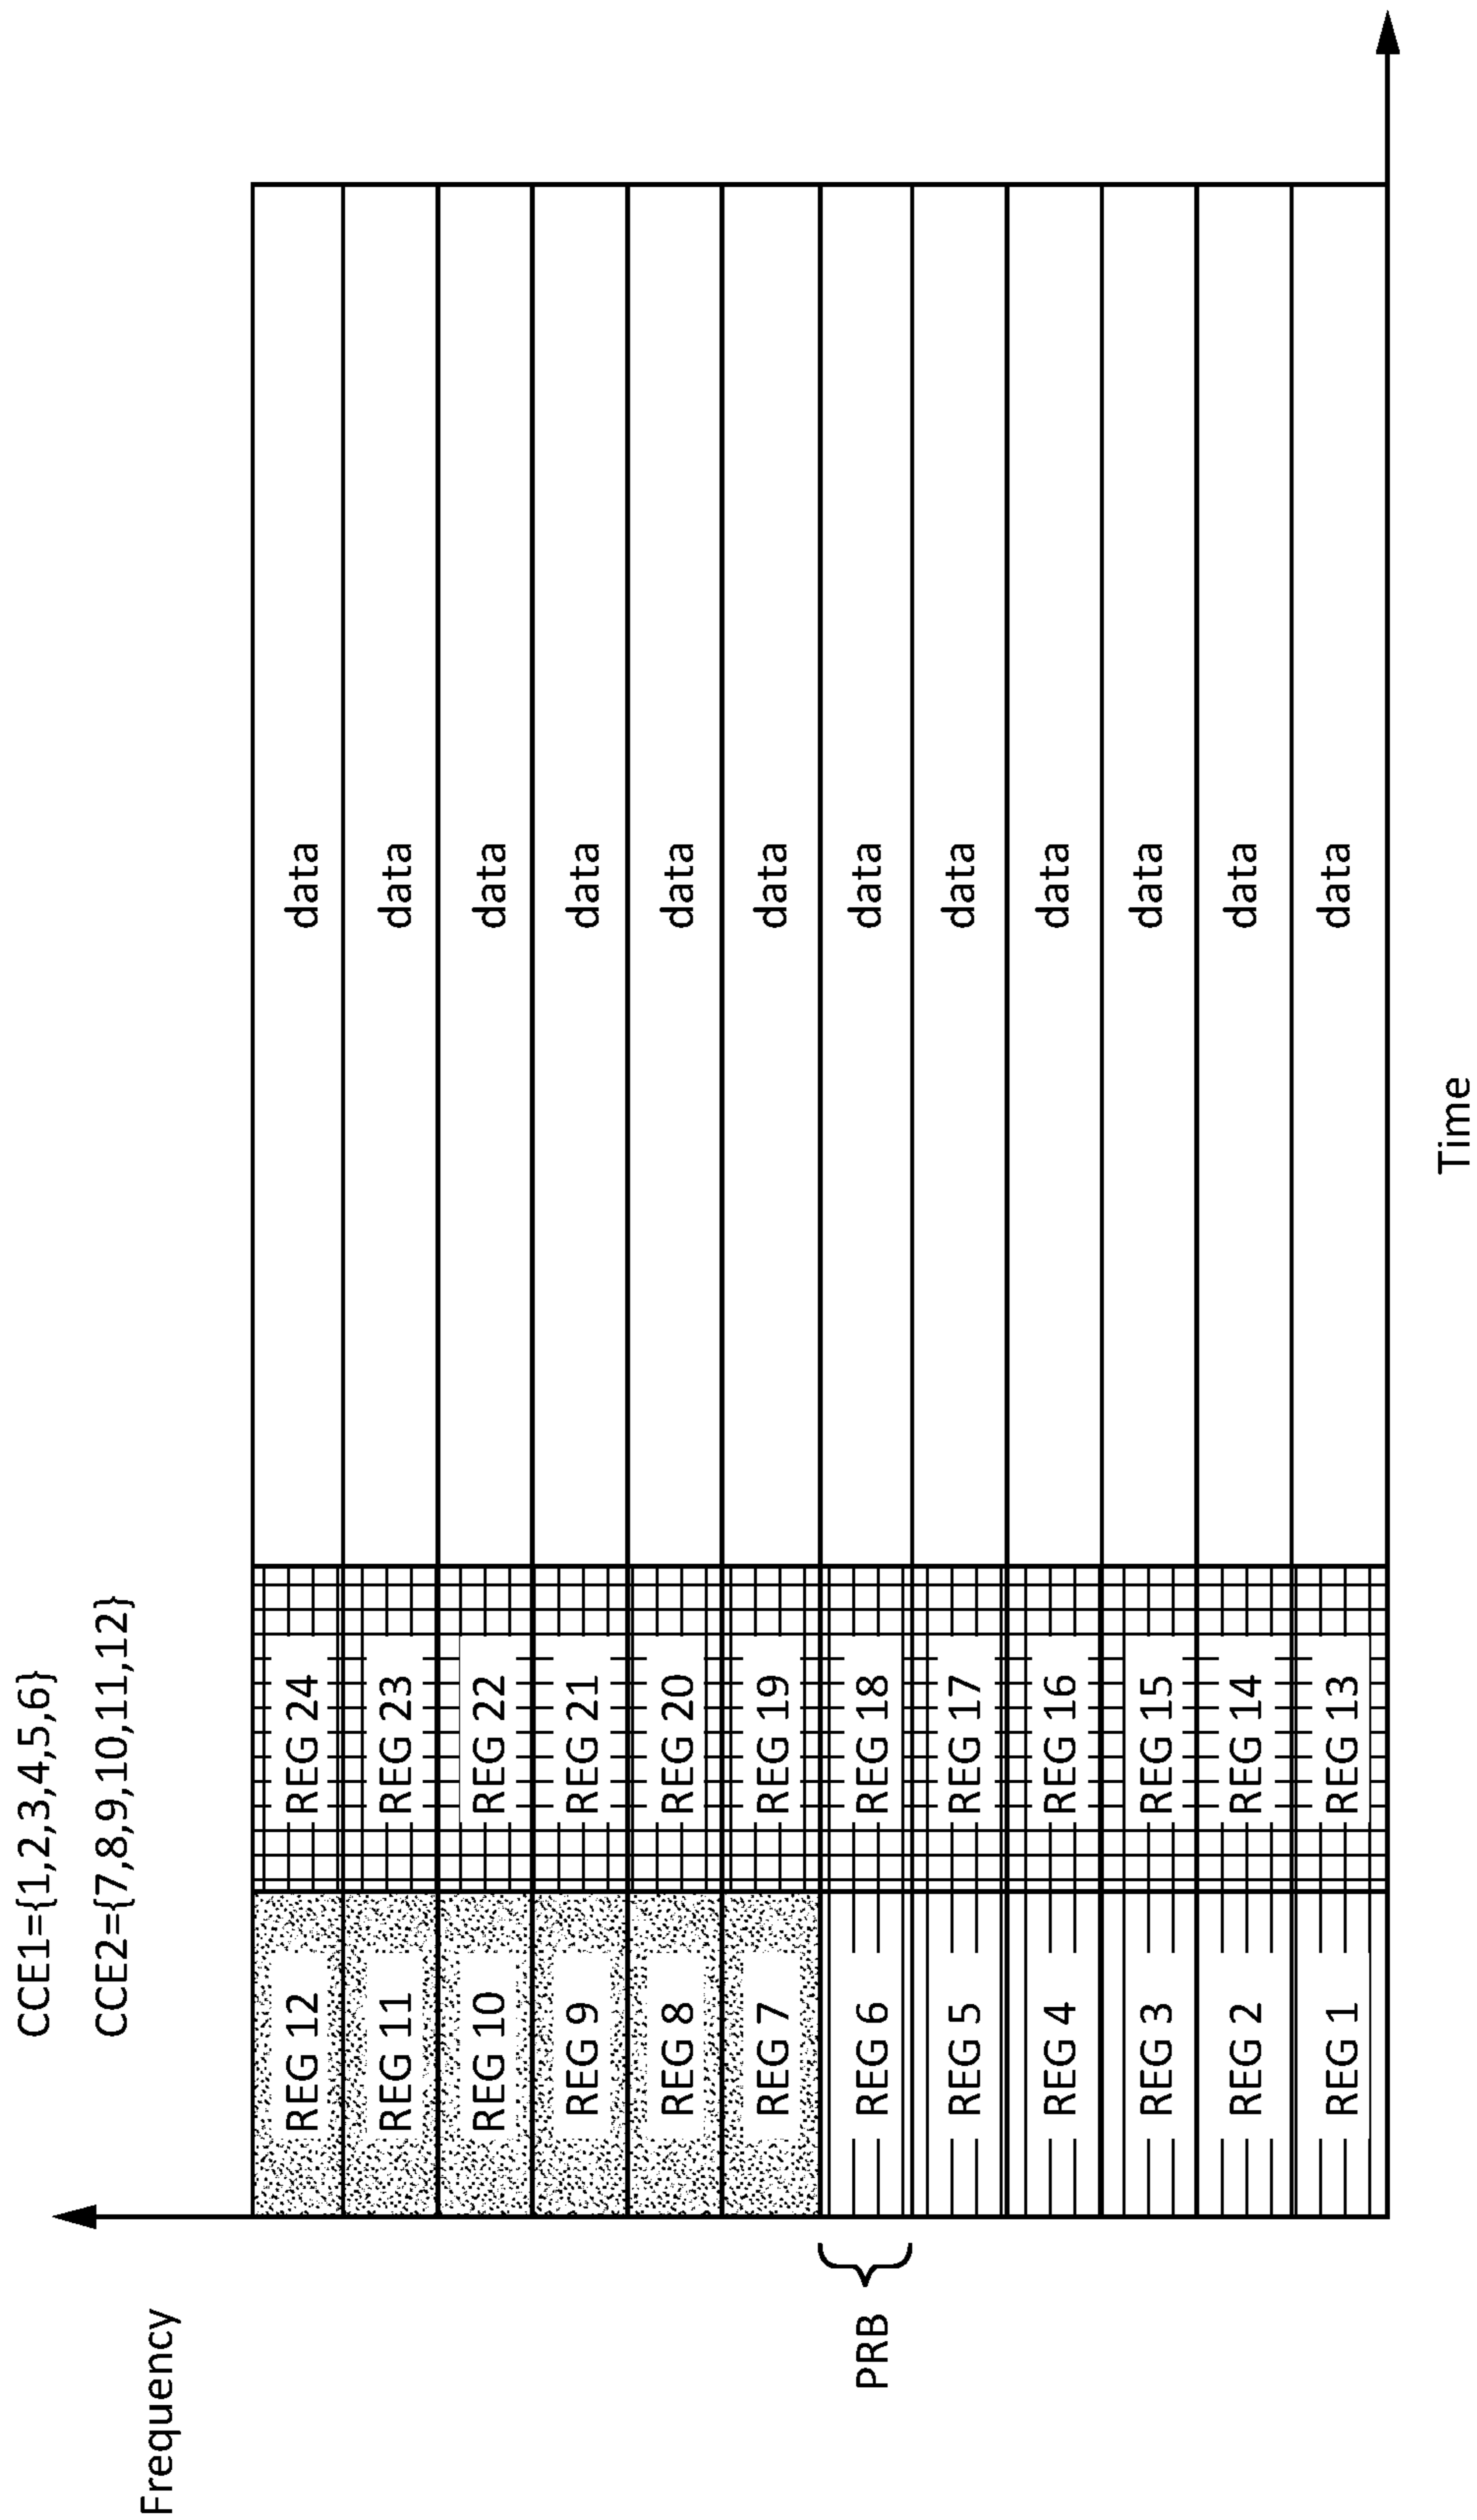 CCE1={1,2,3,4,5,6}
CCE2={7,8,9,10,11,12}
Frequency
REG 12 REG 24 data
REG 11 REG 23 data
REG 10 REG 22 data
REG 9 REG 21 data
REG 8 REG 20 data
REG 7 REG 19 data
PRB REG 6 REG 18 data
REG 5 REG 17 data
REG 4 REG 16 data
REG 3 REG 15 data
REG 2 REG 14 data
REG 1 REG 13 data
Time